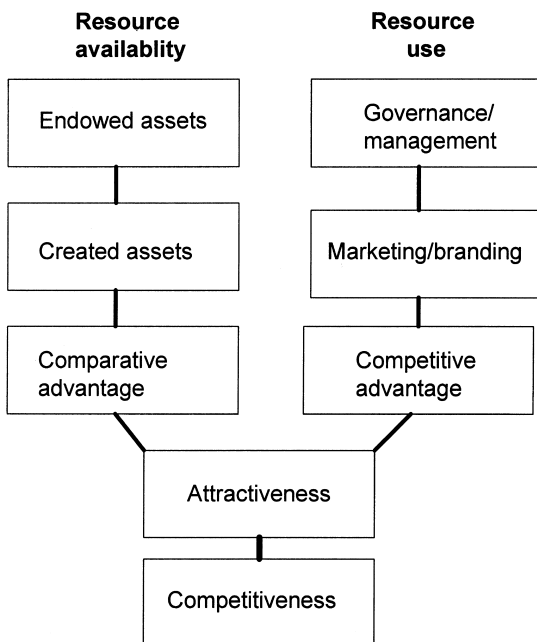 Resource
availablity
Endowed assets
Created assets
Comparative
advantage
Resource
use
Governance/
management
Marketing/branding
Competitive
advantage
Attractiveness
Competitiveness